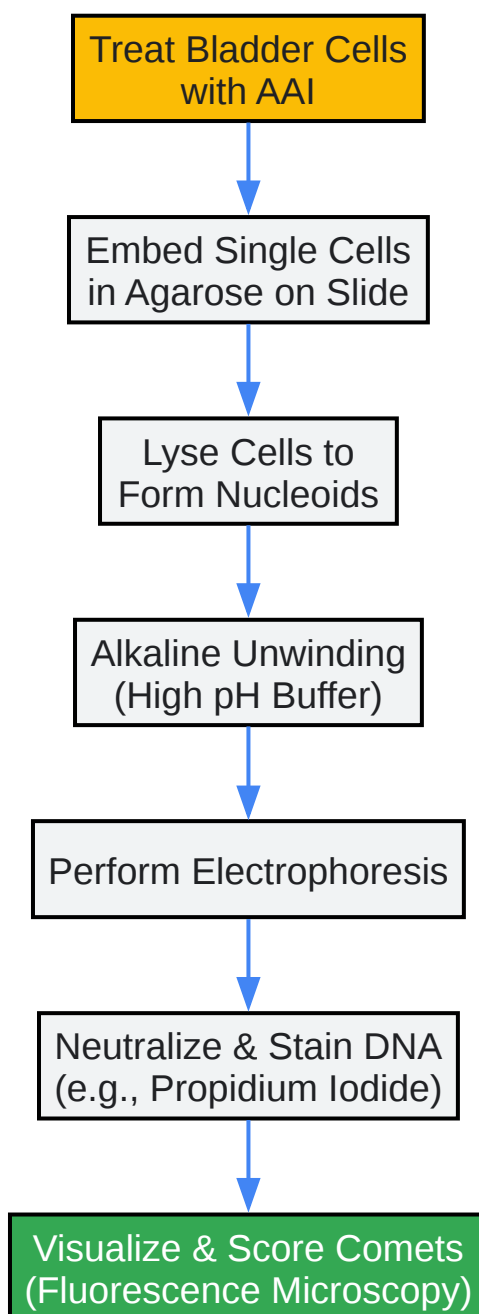 Treat Bladder Cells
with AAI
Embed Single Cells
in Agarose on Slide
Lyse Cells to
Form Nucleoids
Alkaline Unwinding
(High pH Buffer)
Perform Electrophoresis
Neutralize & Stain DNA
(e.g., Propidium Iodide)
Visualize & Score Comets
(Fluorescence Microscopy)